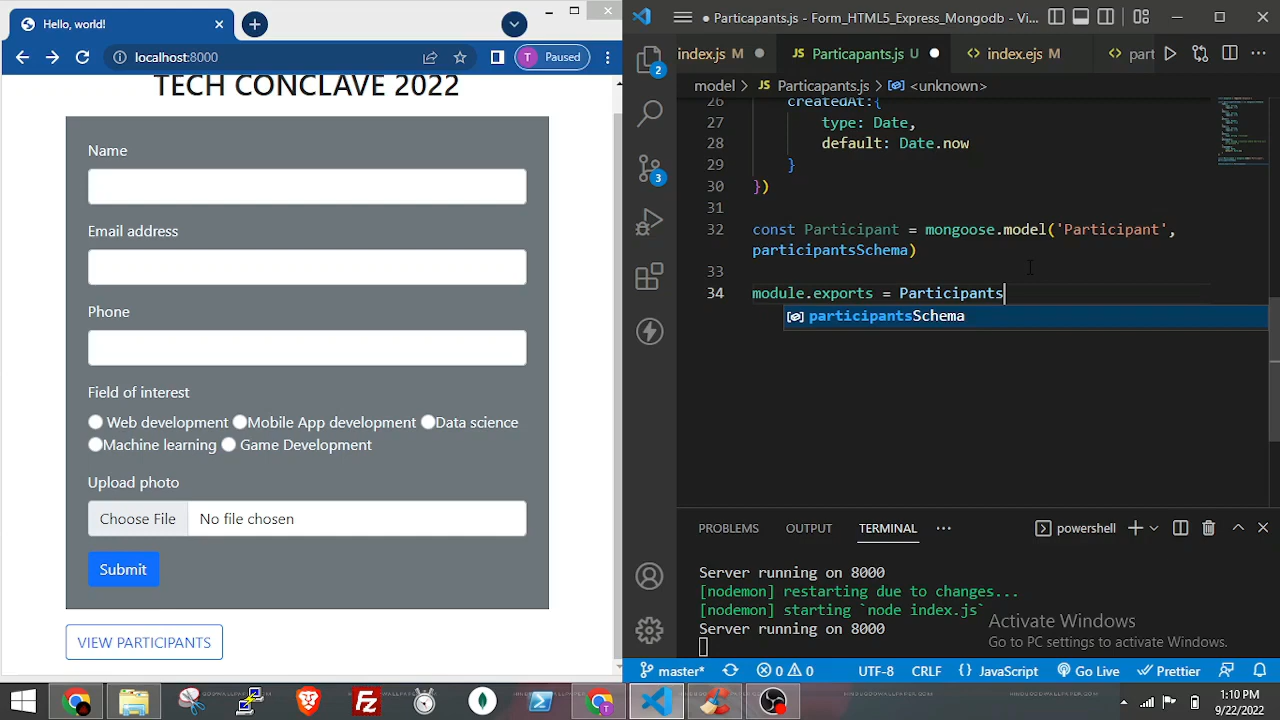 Hello, world!
localhost:8000
T Paused
TECH CONCLAVE 2022
Name
Email address
Phone
Field of interest
Web development Mobile App development Data science
Machine learning Game Development
Upload photo
Choose File No file chosen
Submit
VIEW PARTICIPANTS
● Particapants.js - Form_HTML5_Express_Mongodb - Vi...
index.js M ● JS Particapants.js U ● <> index.ejs M <> part
model > JS Particapants.js > <unknown>
26 createdAt:{
27 type: Date,
28 default: Date.now
29 }
30 })
31
32 const Participant = mongoose.model('Participant',
participantsSchema)
33
34 module.exports = Participants
participantsSchema
2
3
PROBLEMS OUTPUT TERMINAL ··· powershell
Server running on 8000
[nodemon] restarting due to changes...
[nodemon] starting `node index.js`
Server running on 8000
Activate Windows
Go to PC settings to activate Windows.
master* 0 0 UTF-8 CRLF {} JavaScript Go Live Prettier
1:10 PM
9/22/2022